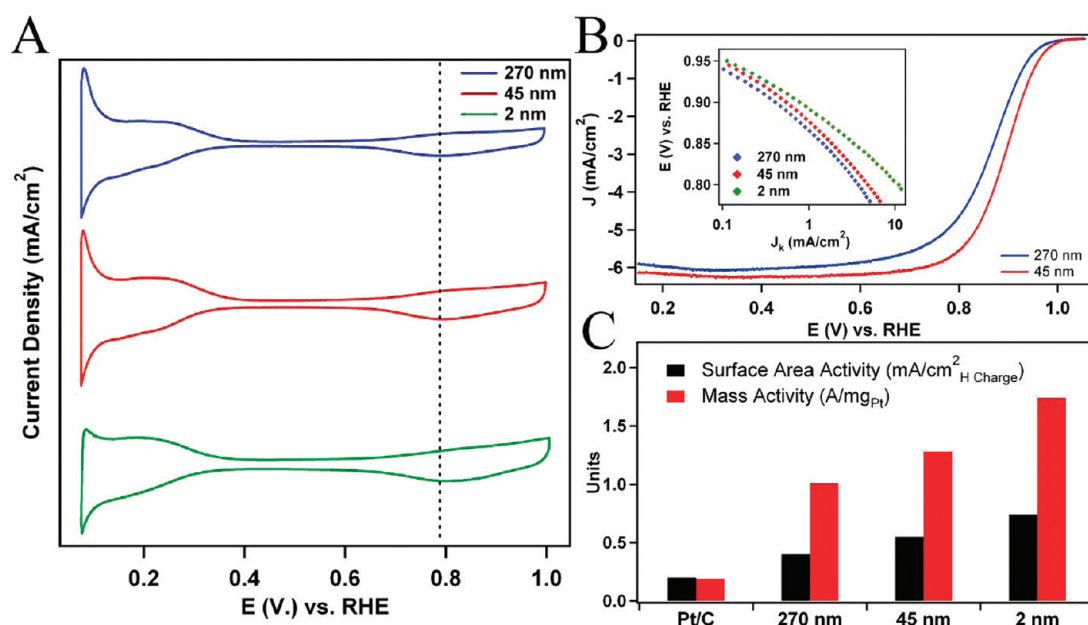 A
270 nm
45 nm
2 nm
Current Density (mA/cm²)
0.2 0.4 0.6 0.8 1.0
E (V.) vs. RHE
B
0
-1
-2
-3
-4
-5
-6
J (mA/cm²)
0.95
0.90
0.85
0.80
E (V) vs. RHE
270 nm
45 nm
2 nm
0.1 1 10
Jₖ (mA/cm²)
270 nm
45 nm
0.2 0.4 0.6 0.8 1.0
E (V) vs. RHE
C
2.0
1.5
1.0
0.5
0.0
Units
Surface Area Activity (mA/cm² H Charge)
Mass Activity (A/mgPt)
Pt/C 270 nm 45 nm 2 nm